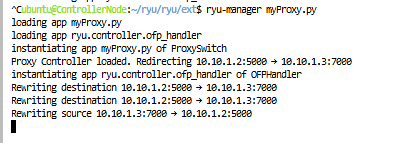 ^Cubuntu@ControllerNode:~/ryu/ryu/ext$ ryu-manager myProxy.py
loading app myProxy.py
loading app ryu.controller.ofp_handler
instantiating app myProxy.py of ProxySwitch
Proxy Controller loaded. Redirecting 10.10.1.2:5000 → 10.10.1.3:7000
instantiating app ryu.controller.ofp_handler of OFPHandler
Rewriting destination 10.10.1.2:5000 → 10.10.1.3:7000
Rewriting destination 10.10.1.2:5000 → 10.10.1.3:7000
Rewriting source 10.10.1.3:7000 → 10.10.1.2:5000